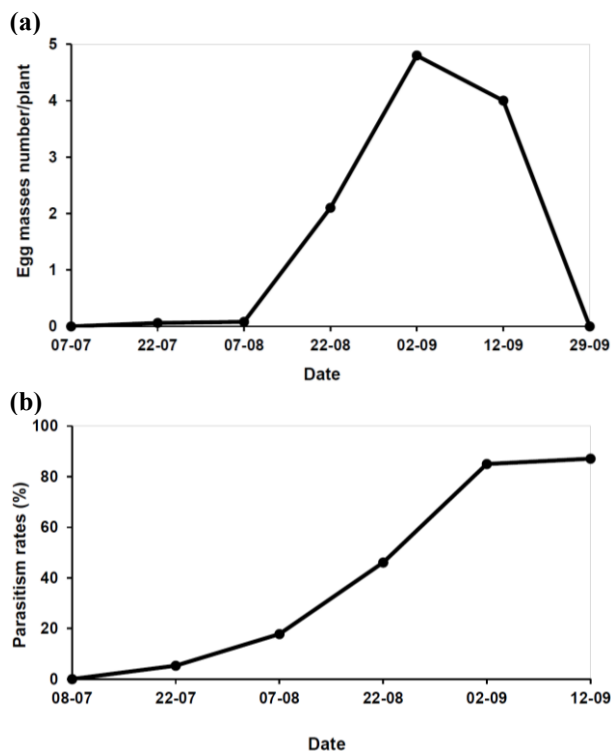 (a)
Egg masses number/plant
5
4
3
2
1
0
07-07 22-07 07-08 22-08 02-09 12-09 29-09
Date
(b)
Parasitism rates (%)
100
80
60
40
20
0
08-07 22-07 07-08 22-08 02-09 12-09
Date